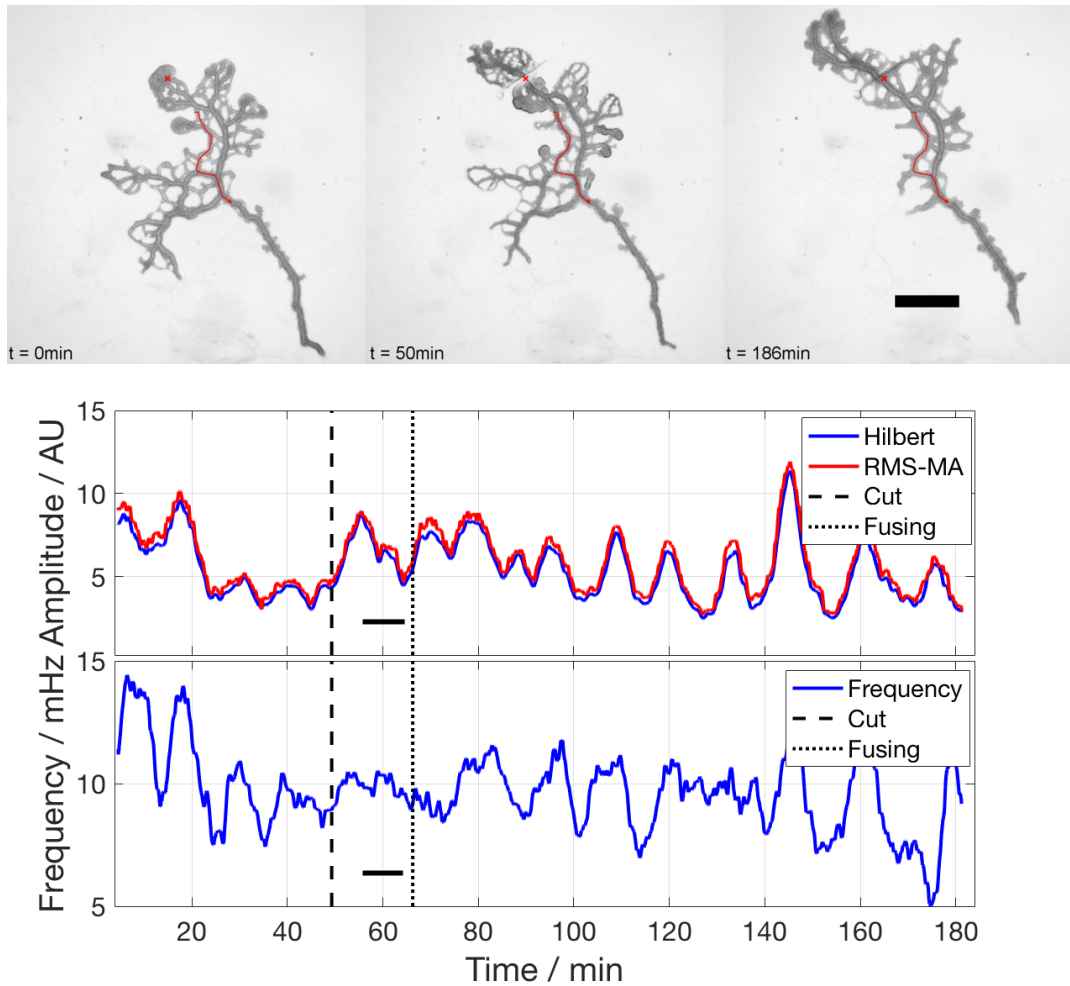 t = 0min
t = 50min
t = 186min
Amplitude / AU
15
10
5
Hilbert
RMS-MA
Cut
Fusing
Frequency / mHz
15
10
5
Frequency
Cut
Fusing
20 40 60 80 100 120 140 160 180
Time / min